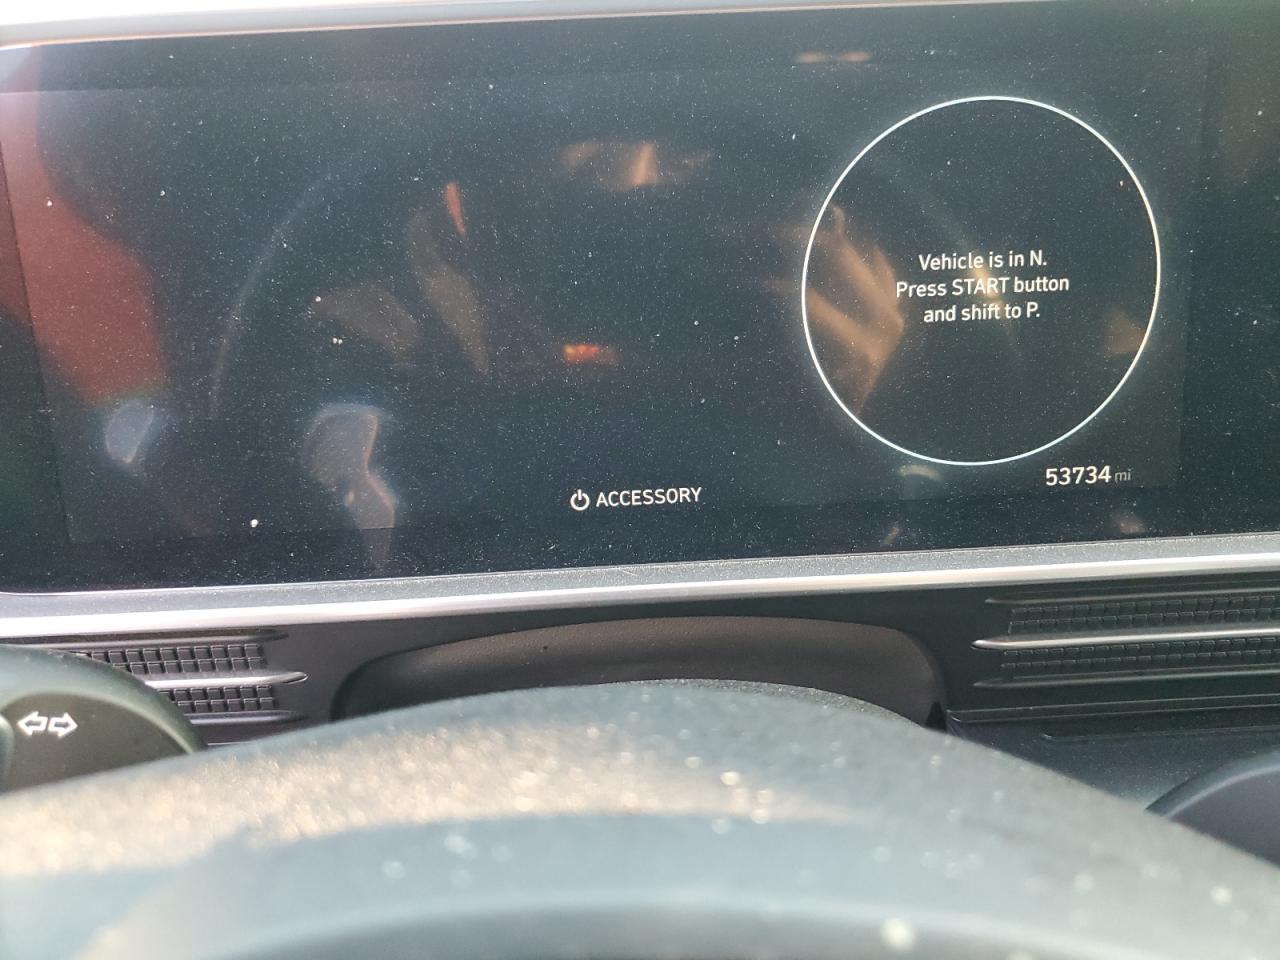 Vehicle is in N.
Press START button
and shift to P.
53734 mi
ACCESSORY